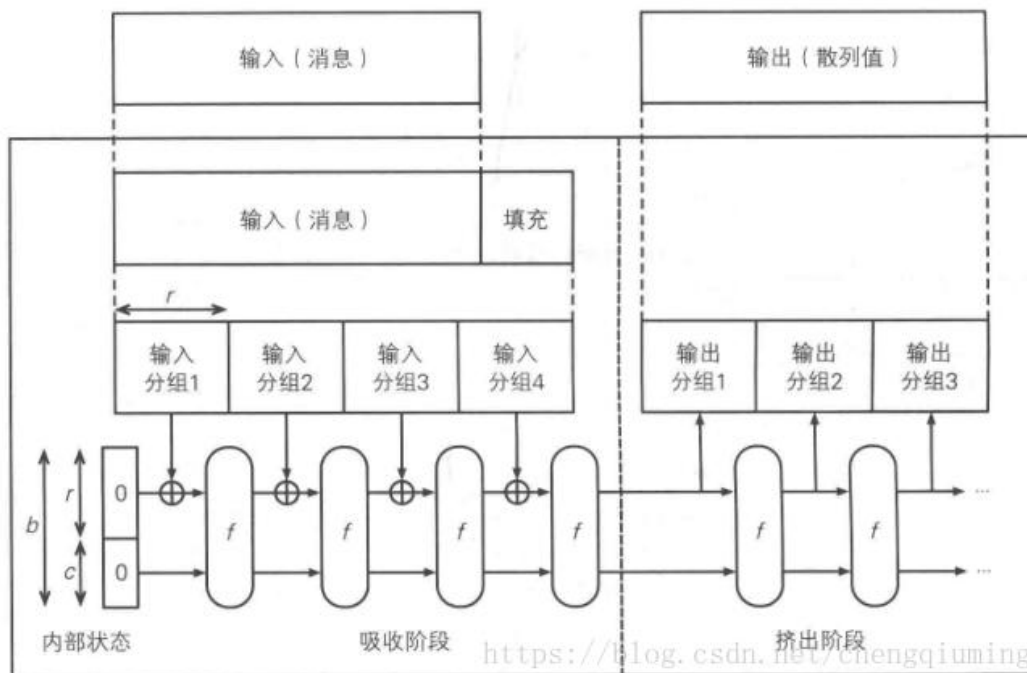 输入（消息）
输出（散列值）
输入（消息）
填充
r
输入
分组1
输入
分组2
输入
分组3
输入
分组4
输出
分组1
输出
分组2
输出
分组3
b
r
c
0
0
f
f
f
f
f
f
...
...
内部状态
吸收阶段
挤出阶段
https://blog.csdn.net/chengqiuming